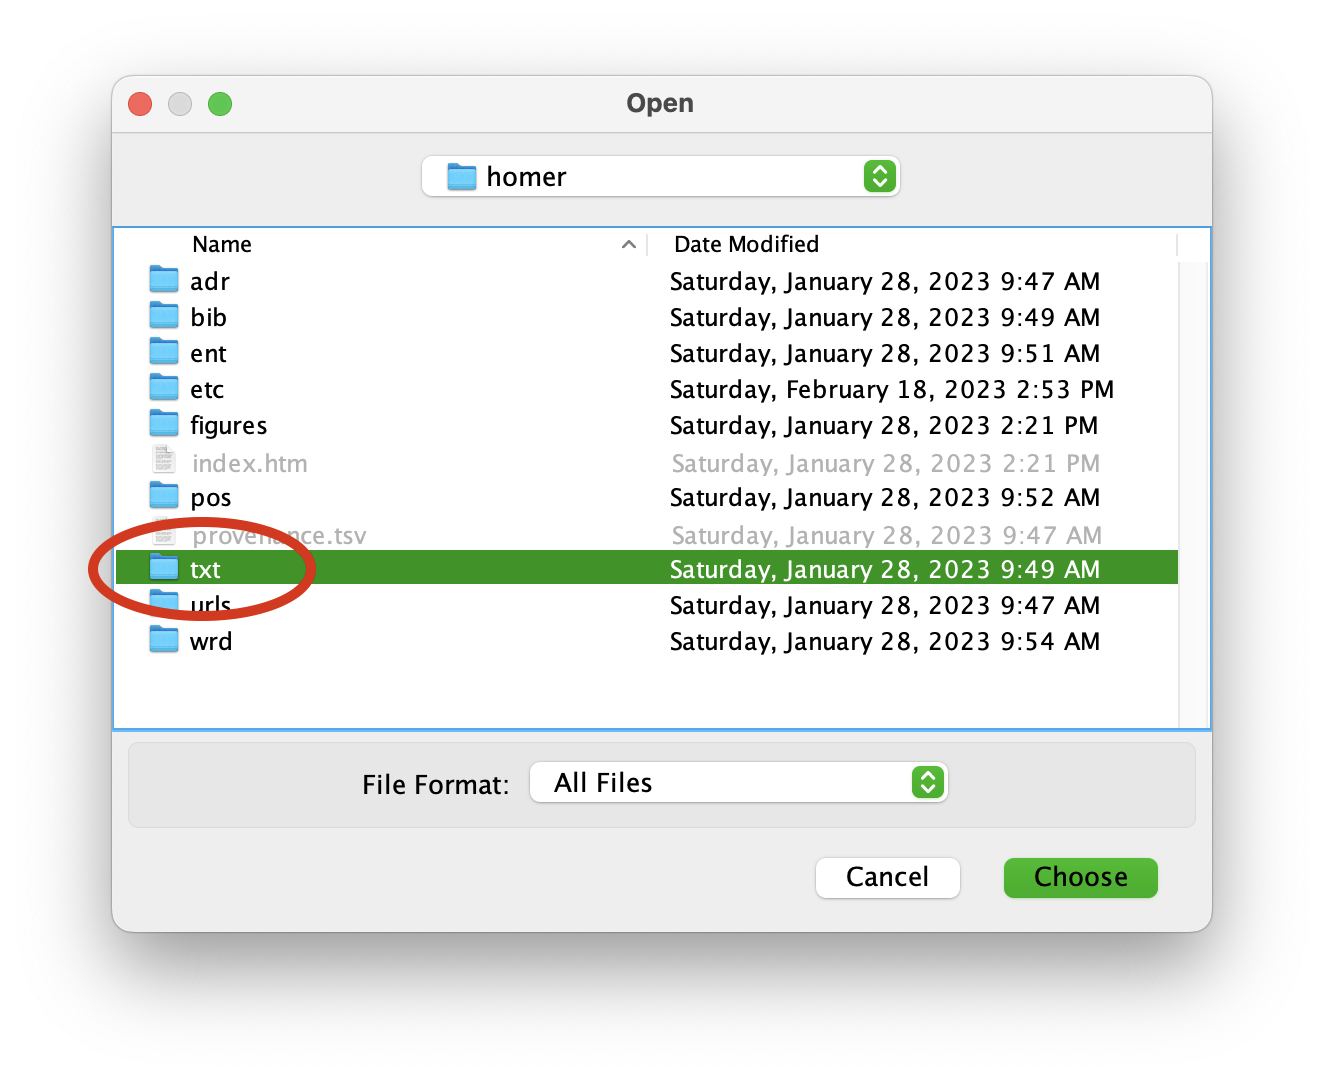 Open
homer
Name Date Modified
adr Saturday, January 28, 2023 9:47 AM
bib Saturday, January 28, 2023 9:49 AM
ent Saturday, January 28, 2023 9:51 AM
etc Saturday, February 18, 2023 2:53 PM
figures Saturday, January 28, 2023 2:21 PM
index.htm Saturday, January 28, 2023 2:21 PM
pos Saturday, January 28, 2023 9:52 AM
provenance.tsv Saturday, January 28, 2023 9:47 AM
txt Saturday, January 28, 2023 9:49 AM
urls Saturday, January 28, 2023 9:47 AM
wrd Saturday, January 28, 2023 9:54 AM
File Format: All Files
Cancel Choose